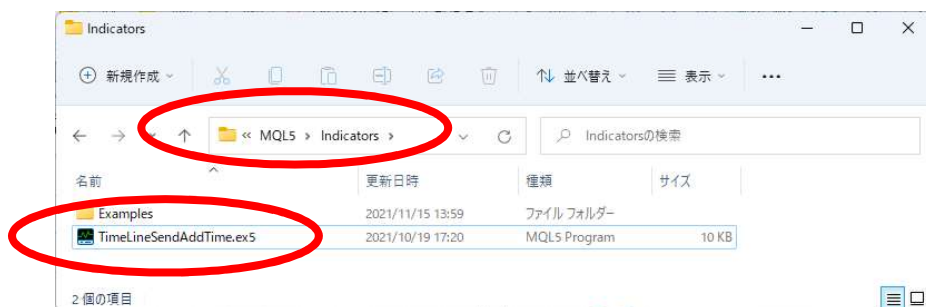 Indicators
新規作成 並べ替え 表示
« MQL5 › Indicators › Indicatorsの検索
名前 更新日時 種類 サイズ
Examples 2021/11/15 13:59 ファイル フォルダー
TimeLineSendAddTime.ex5 2021/10/19 17:20 MQL5 Program 10 KB
2 個の項目